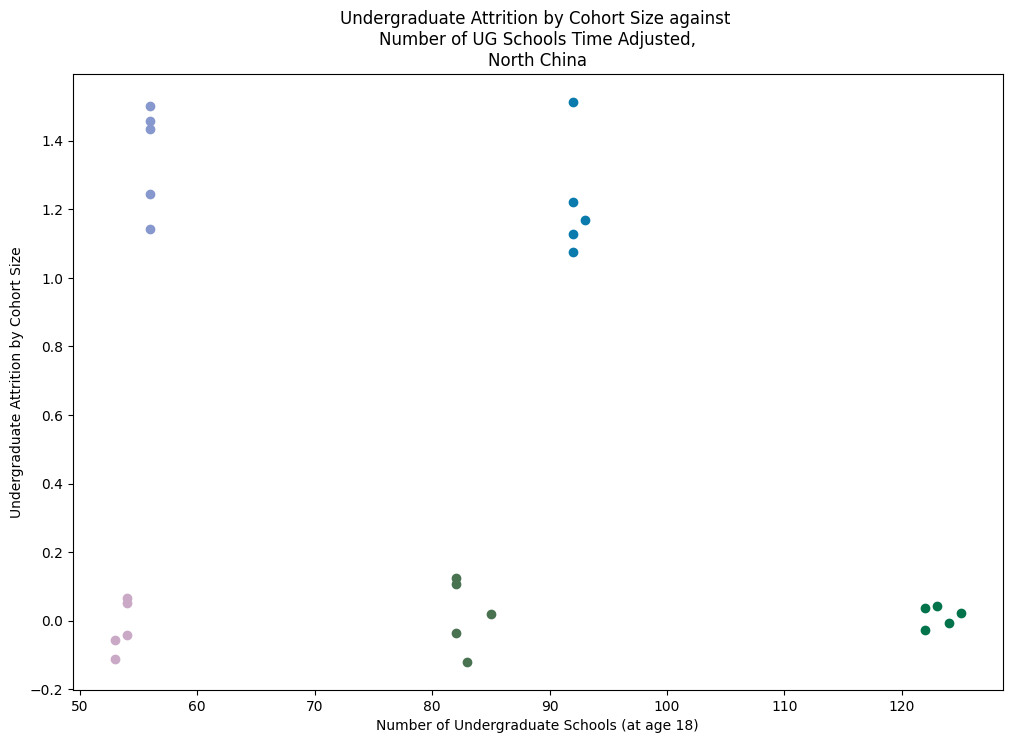 Undergraduate Attrition by Cohort Size against
Number of UG Schools Time Adjusted,
North China
Undergraduate Attrition by Cohort Size
1.4
1.2
1.0
0.8
0.6
0.4
0.2
0.0
−0.2
50 60 70 80 90 100 110 120
Number of Undergraduate Schools (at age 18)